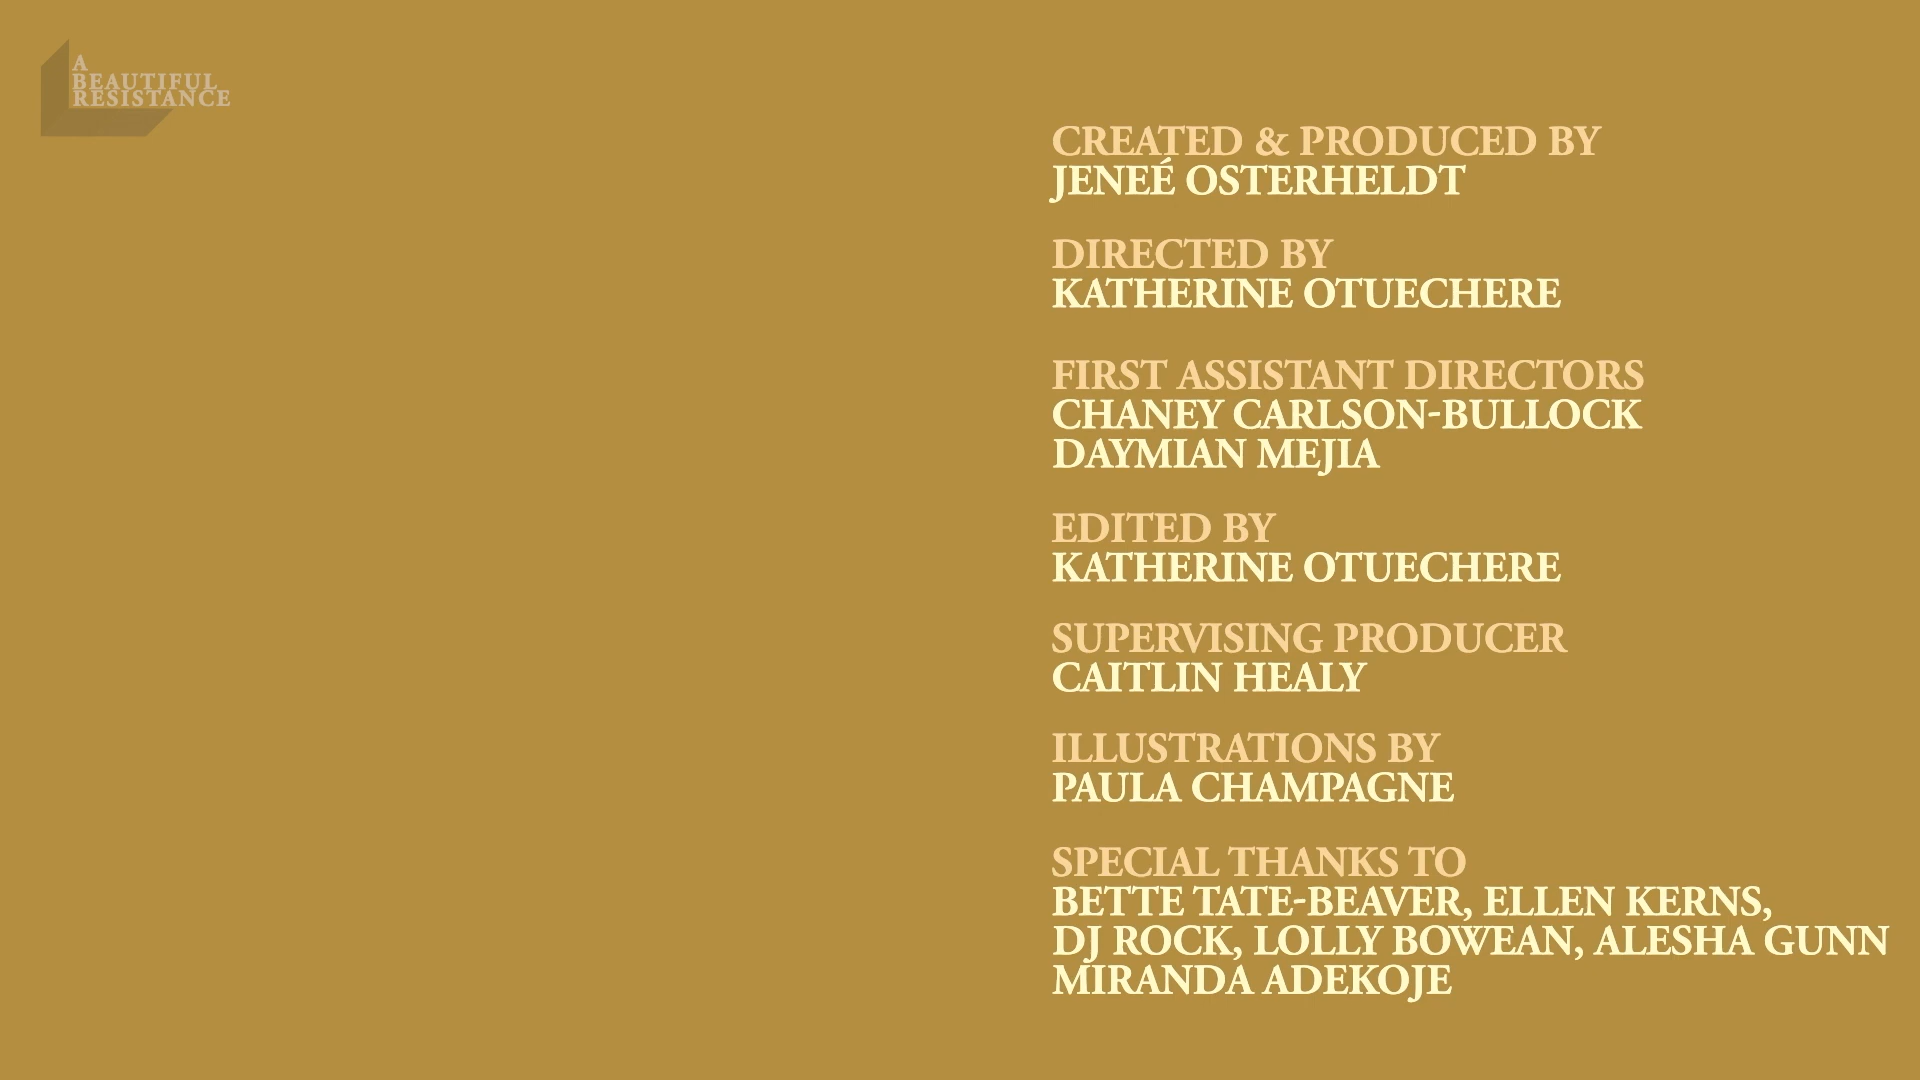 A
BEAUTIFUL
RESISTANCE
CREATED & PRODUCED BY
JENEÉ OSTERHELDT
DIRECTED BY
KATHERINE OTUECHERE
FIRST ASSISTANT DIRECTORS
CHANEY CARLSON-BULLOCK
DAYMIAN MEJIA
EDITED BY
KATHERINE OTUECHERE
SUPERVISING PRODUCER
CAITLIN HEALY
ILLUSTRATIONS BY
PAULA CHAMPAGNE
SPECIAL THANKS TO
BETTE TATE-BEAVER, ELLEN KERNS,
DJ ROCK, LOLLY BOWEAN, ALESHA GUNN
MIRANDA ADEKOJE